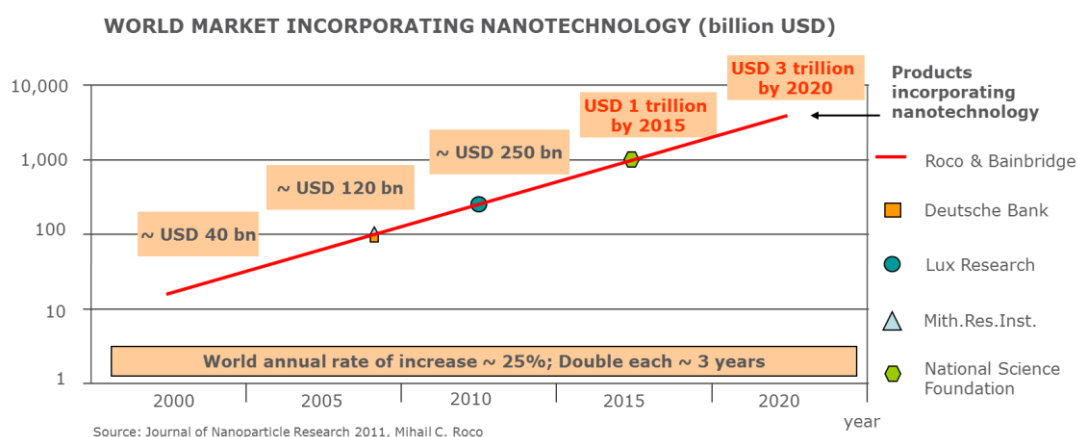 WORLD MARKET INCORPORATING NANOTECHNOLOGY (billion USD)
10,000
1,000
100
10
1
~ USD 40 bn
~ USD 120 bn
~ USD 250 bn
USD 1 trillion
by 2015
USD 3 trillion
by 2020
Products
incorporating
nanotechnology
Roco & Bainbridge
Deutsche Bank
Lux Research
Mith.Res.Inst.
National Science
Foundation
World annual rate of increase ~ 25%; Double each ~ 3 years
2000
2005
2010
2015
2020
year
Source: Journal of Nanoparticle Research 2011, Mihail C. Roco